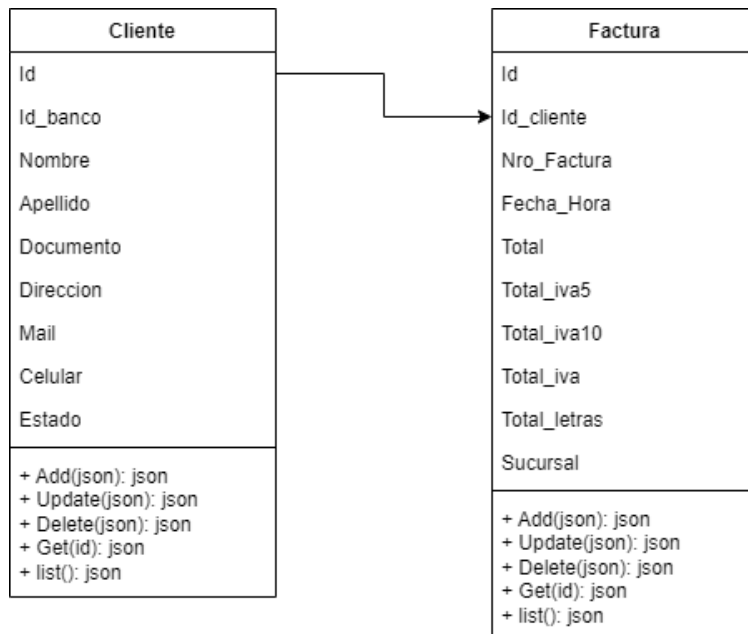 Cliente
Id
Id_banco
Nombre
Apellido
Documento
Direccion
Mail
Celular
Estado
+ Add(json): json
+ Update(json): json
+ Delete(json): json
+ Get(id): json
+ list(): json
Factura
Id
Id_cliente
Nro_Factura
Fecha_Hora
Total
Total_iva5
Total_iva10
Total_iva
Total_letras
Sucursal
+ Add(json): json
+ Update(json): json
+ Delete(json): json
+ Get(id): json
+ list(): json